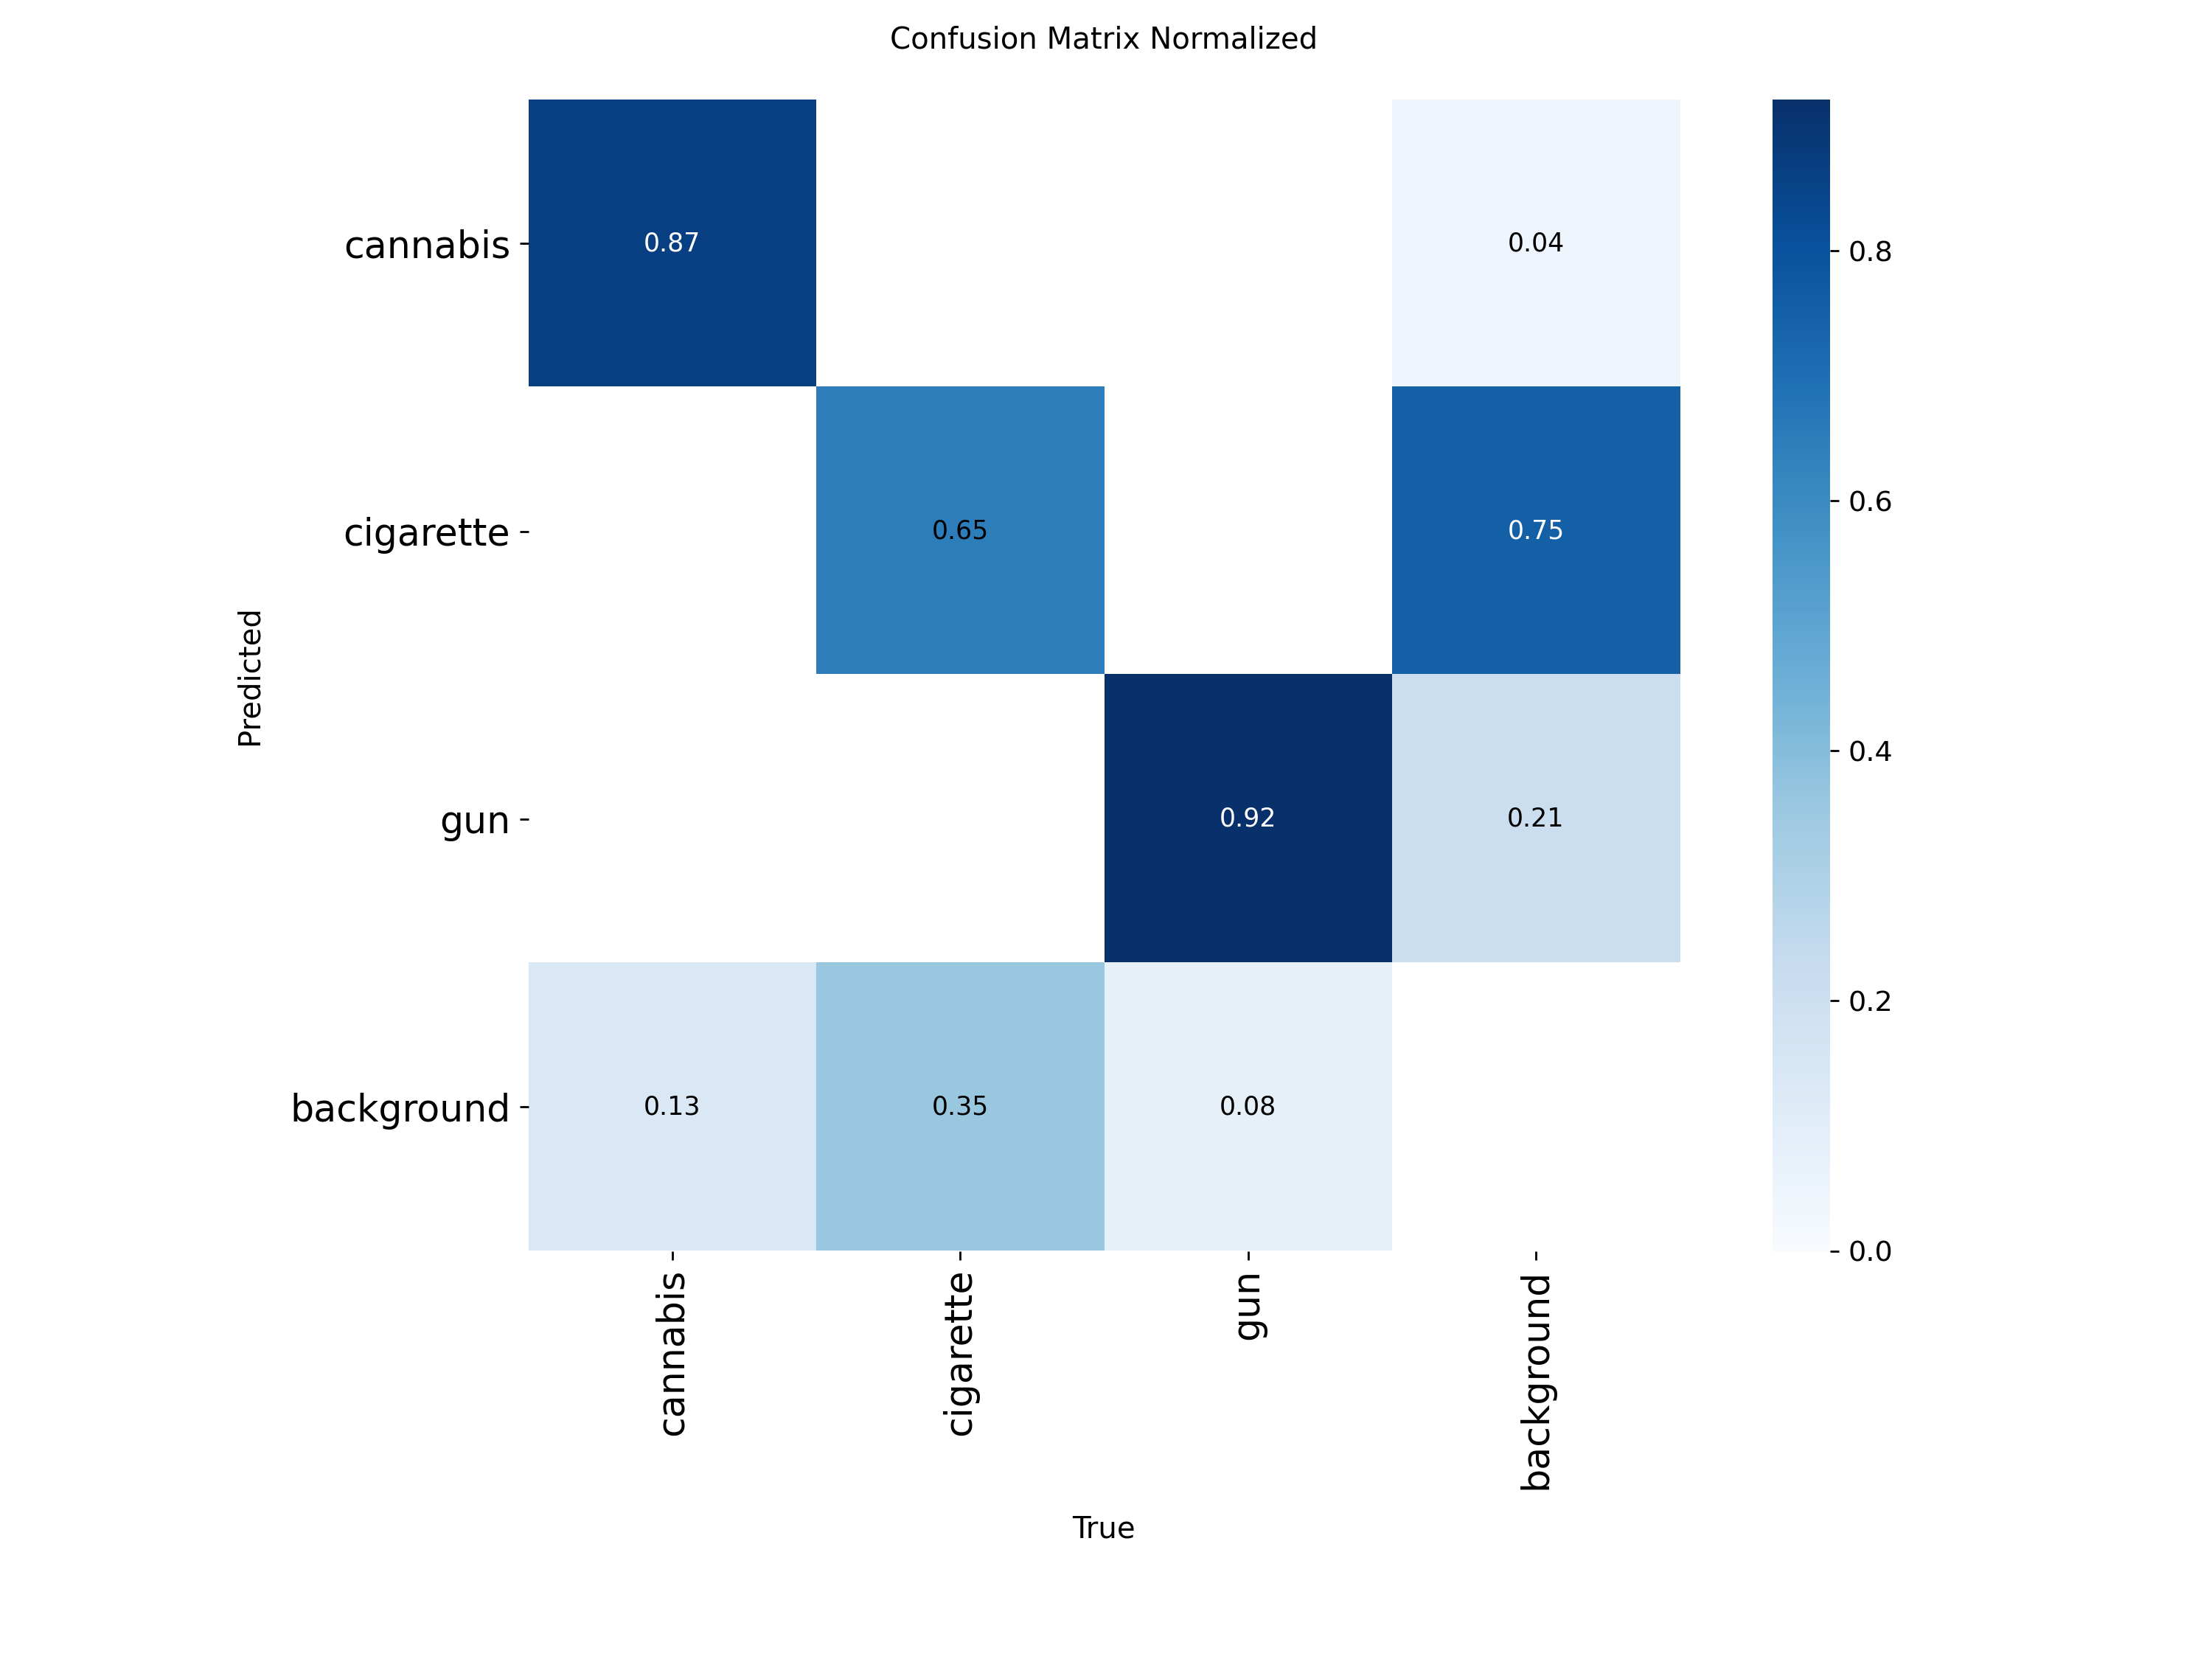 Confusion Matrix Normalized
cannabis
0.87
0.04
0.8
cigarette
0.65
0.75
0.6
Predicted
gun
0.92
0.21
0.4
background
0.13
0.35
0.08
0.2
0.0
cannabis
cigarette
gun
background
True